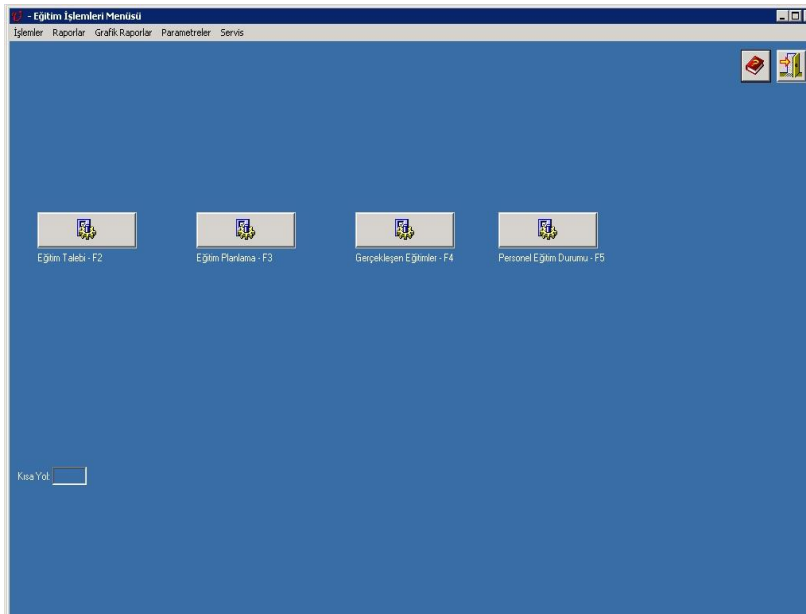 - Eğitim İşlemleri Menüsü
İşlemler Raporlar Grafik Raporlar Parametreler Servis
Eğitim Talebi - F2
Eğitim Planlama - F3
Gerçekleşen Eğitimler - F4
Personel Eğitim Durumu - F5
Kısa Yol: